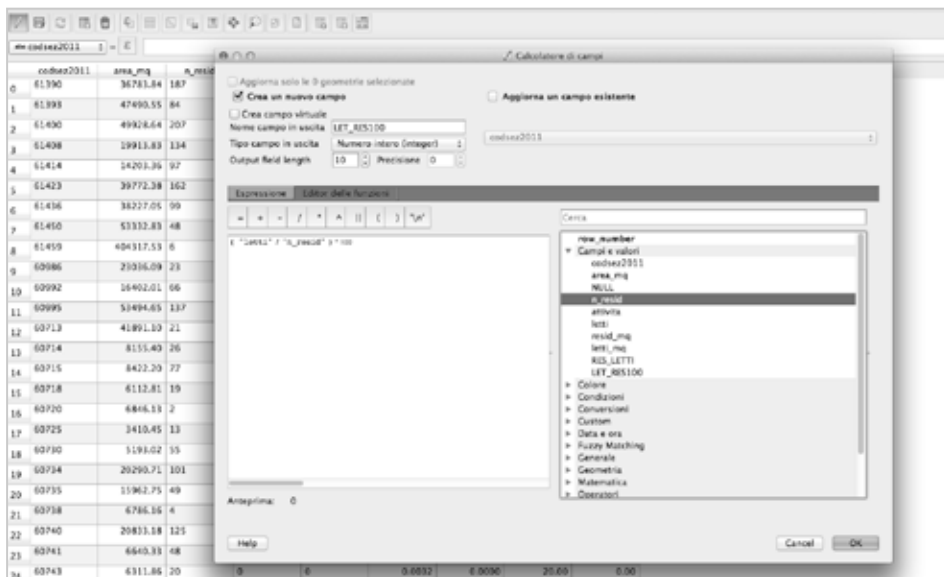 codsez2011 = ε
Calcolatore di campi
codsez2011 area_mq n_resid
0 61390 36783.84 187
1 61393 47490.55 84
2 61400 49928.64 207
3 61408 19913.83 134
4 61414 14203.36 97
5 61423 39772.38 162
6 61436 38227.05 99
7 61450 53332.83 48
8 61459 404317.53 6
9 60986 23036.09 23
10 60992 16402.01 66
11 60995 53494.65 137
12 60713 41891.10 21
13 60714 8155.40 26
14 60715 8422.20 77
15 60718 6112.81 19
16 60720 6846.13 2
17 60725 3410.45 13
18 60730 5193.02 55
19 60734 20290.71 101
20 60735 15962.75 49
21 60738 6786.16 4
22 60740 20833.18 125
23 60741 6640.33 48
24 60743 6311.86 20 0 0 0.0032 0.0000 20.00 0.00
Aggiorna solo le 0 geometrie selezionate
Crea un nuovo campo
Aggiorna un campo esistente
Crea campo virtuale
Nome campo in uscita LET_RES100
Tipo campo in uscita Numero intero (integer)
codsez2011
Output field length 10 Precisione 0
Espressione Editor delle funzioni
= + - / * ^ || ( ) '\n'
Cerca
( "letti" / "n_resid" ) *100
row_number
Campi e valori
codsez2011
area_mq
NULL
n_resid
attivita
letti
resid_mq
letti_mq
RES_LETTI
LET_RES100
Colore
Condizioni
Conversioni
Custom
Data e ora
Fuzzy Matching
Generale
Geometria
Matematica
Operatori
Anteprima: 0
Help Cancel OK